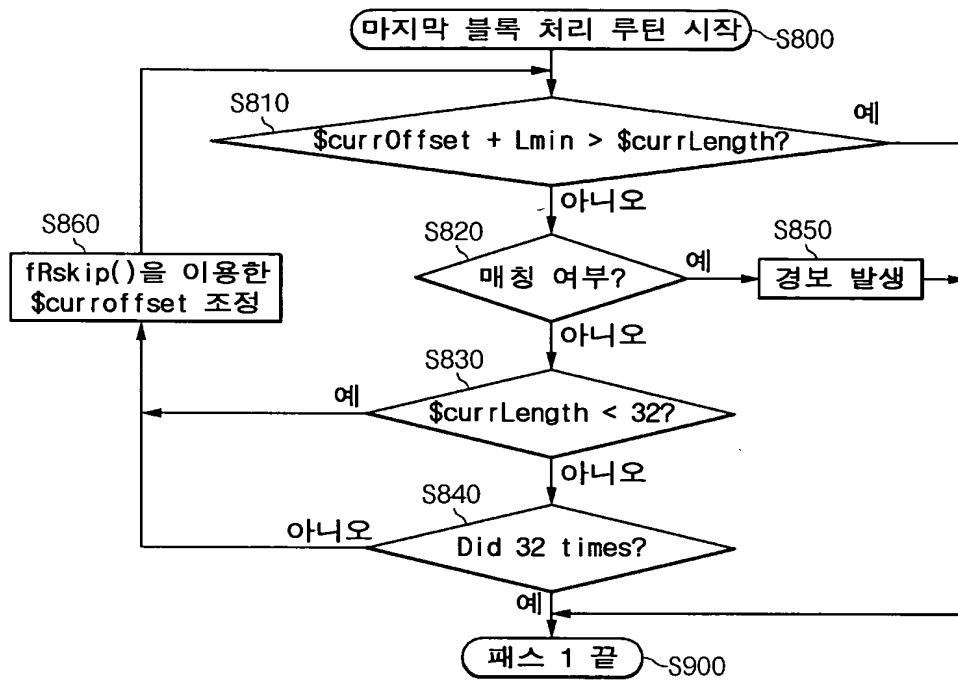 마지막 블록 처리 루틴 시작
S800
S810
예
$currOffset + Lmin > $currLength?
아니오
S860
S820
S850
fRskip()을 이용한
$curroffset 조정
매칭 여부?
예
경보 발생
아니오
S830
예
$currLength < 32?
아니오
S840
아니오
Did 32 times?
예
패스 1 끝
S900